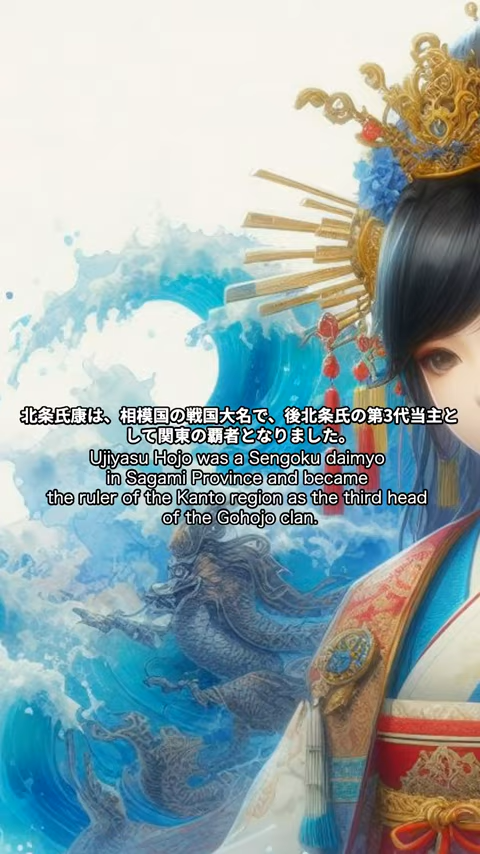 北条氏康は、相模国の戦国大名で、後北条氏の第3代当主と
して関東の覇者となりました。
Ujiyasu Hojo was a Sengoku daimyo
in Sagami Province and became
the ruler of the Kanto region as the third head
of the Gohojo clan.